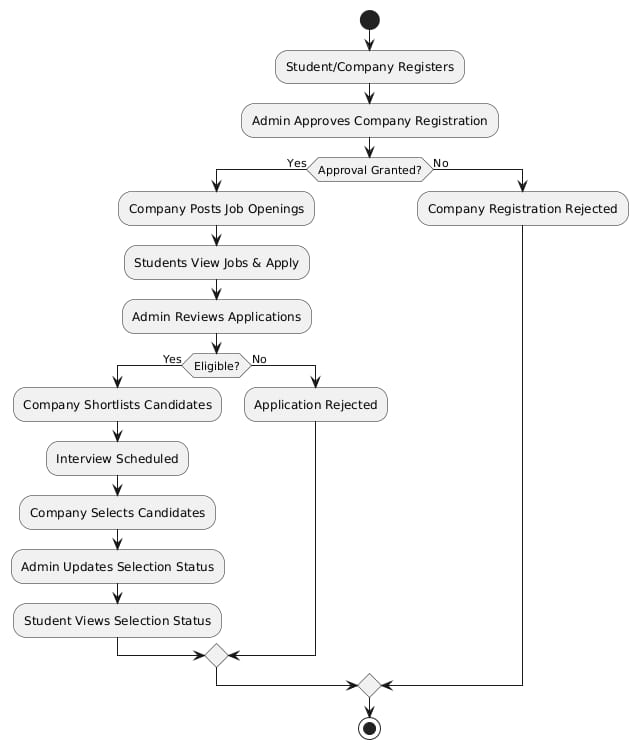 Student/Company Registers
Admin Approves Company Registration
Yes
Approval Granted?
No
Company Posts Job Openings
Company Registration Rejected
Students View Jobs & Apply
Admin Reviews Applications
Yes
Eligible?
No
Company Shortlists Candidates
Application Rejected
Interview Scheduled
Company Selects Candidates
Admin Updates Selection Status
Student Views Selection Status